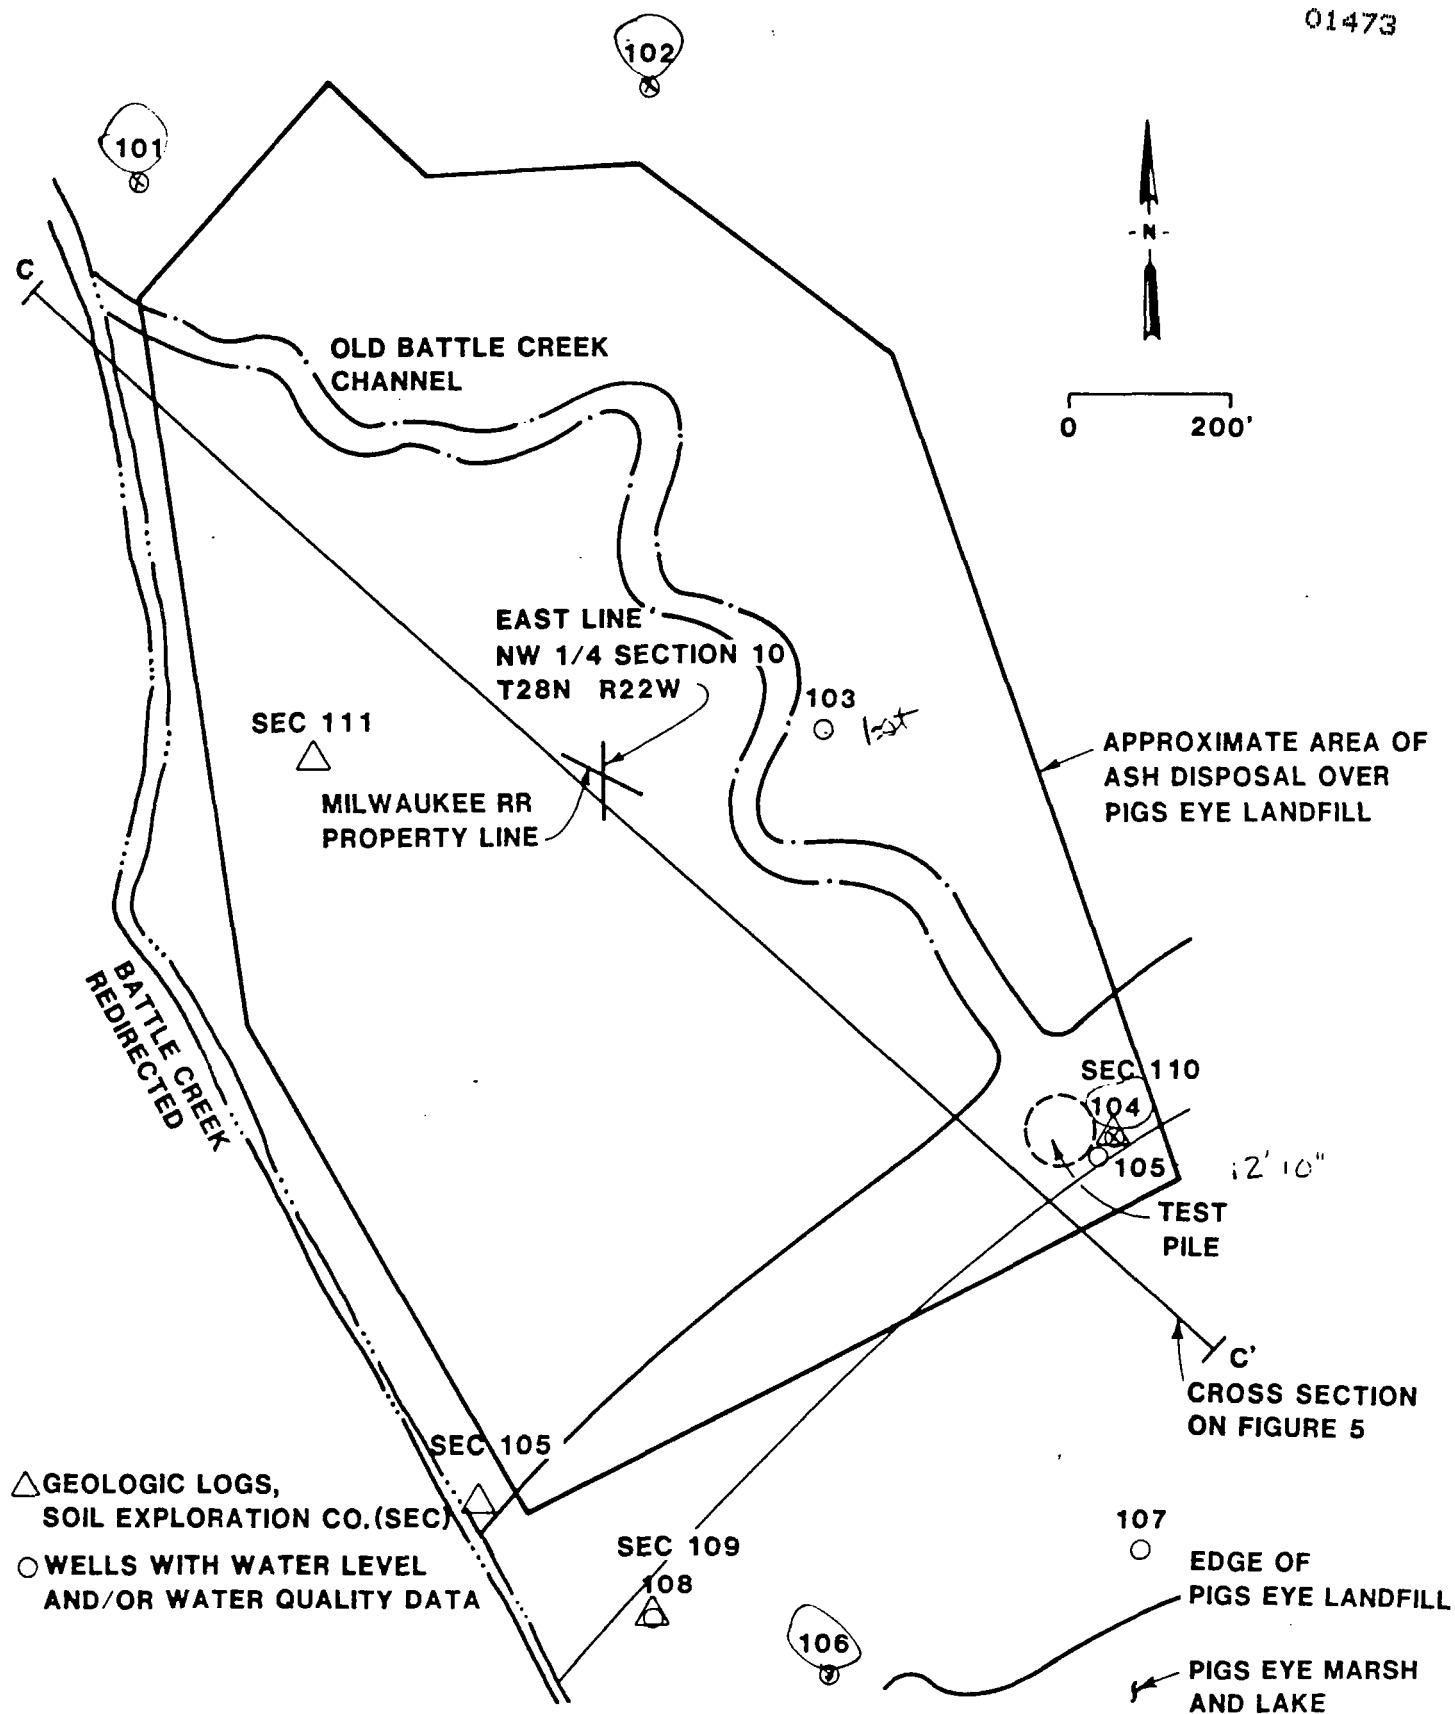 01473
102
101
- N -
C
OLD BATTLE CREEK
CHANNEL
0 200'
EAST LINE
NW 1/4 SECTION 10
T28N R22W
103
SEC 111
APPROXIMATE AREA OF
ASH DISPOSAL OVER
PIGS EYE LANDFILL
MILWAUKEE RR
PROPERTY LINE
BATTLE CREEK
REDIRECTED
SEC 110
104
105
12' 10"
TEST
PILE
C'
CROSS SECTION
ON FIGURE 5
SEC 105
GEOLOGIC LOGS,
SOIL EXPLORATION CO.(SEC)
WELLS WITH WATER LEVEL
AND/OR WATER QUALITY DATA
SEC 109
108
106
107
EDGE OF
PIGS EYE LANDFILL
PIGS EYE MARSH
AND LAKE